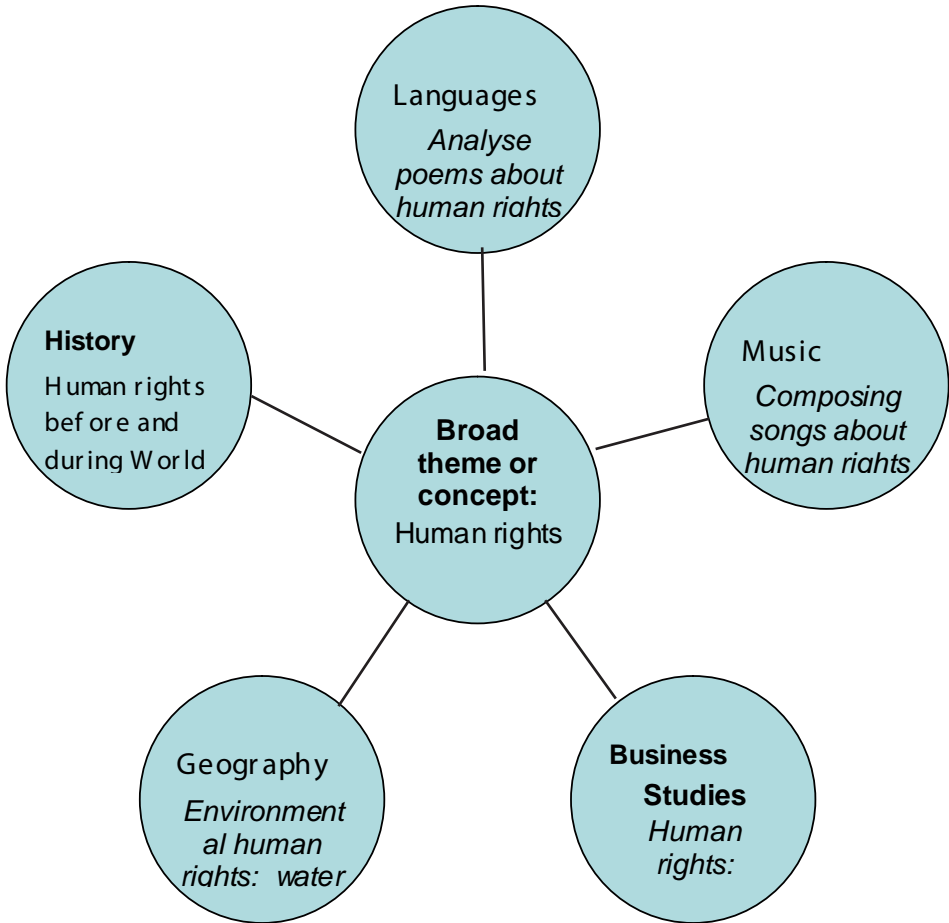 Languages
Analyse
poems about
human rights
History
Human rights
before and
during World
Music
Composing
songs about
human rights
Broad
theme or
concept:
Human rights
Geography
Environment
al human
rights: water
Business
Studies
Human
rights: